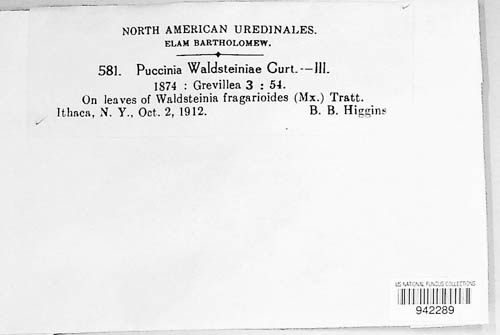 NORTH AMERICAN UREDINALES.
ELAM BARTHOLOMEW.
581. Puccinia Waldsteiniae Curt.—III.
1874 : Grevillea 3 : 54.
On leaves of Waldsteinia fragarioides (Mx.) Tratt.
Ithaca, N. Y., Oct. 2, 1912. B. B. Higgins
US NATIONAL FUNGUS COLLECTIONS
942289